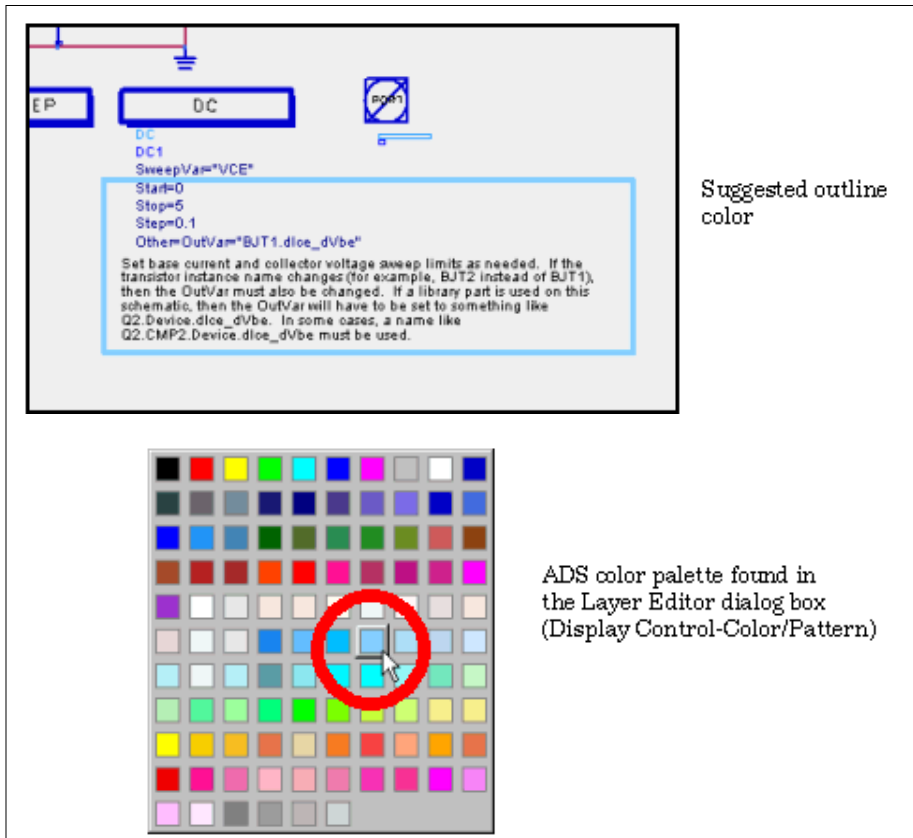 EP
DC
PORT
DC
DC1
SweepVar="VCE"
Start=0
Stop=5
Step=0.1
Other=OutVar="BJT1.dIce_dVbe"
Set base current and collector voltage sweep limits as needed.  If the
transistor instance name changes (for example, BJT2 instead of BJT1),
then the OutVar must also be changed.  If a library part is used on this
schematic, then the OutVar will have to be set to something like
Q2.Device.dIce_dVbe.  In some cases, a name like
Q2.CMP2.Device.dIce_dVbe must be used.
Suggested outline
color
ADS color palette found in
the Layer Editor dialog box
(Display Control-Color/Pattern)